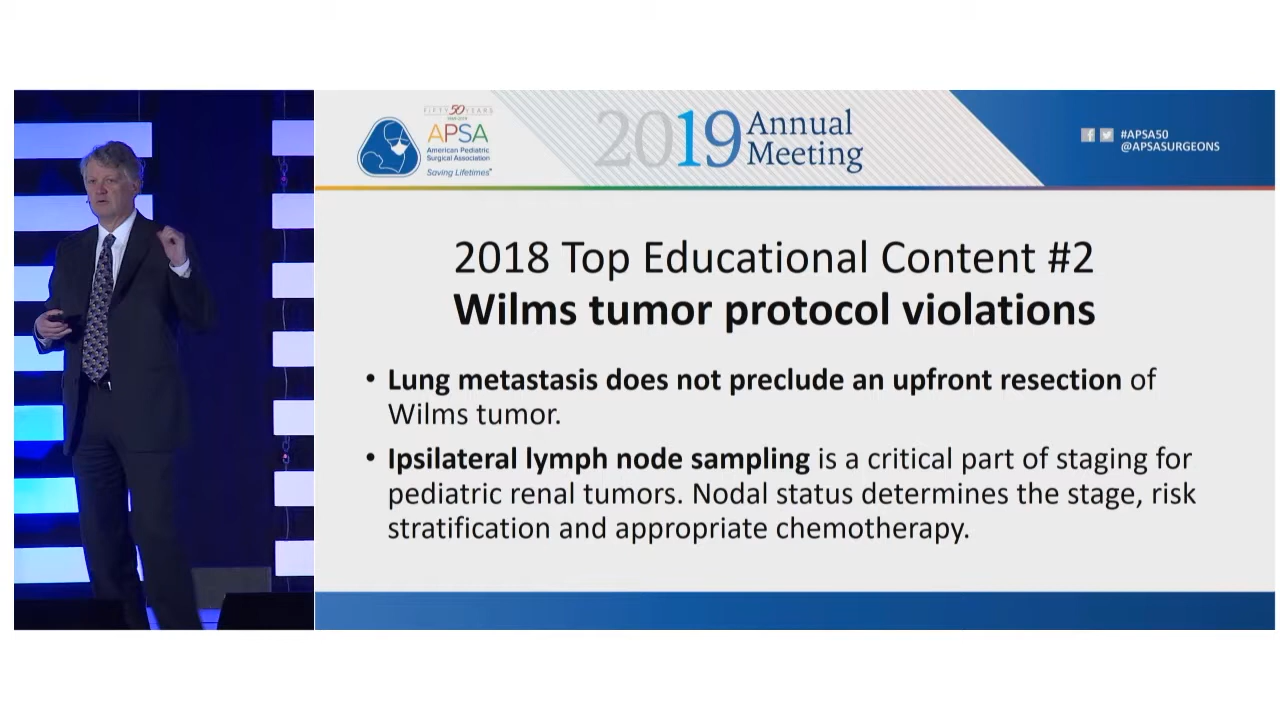 FIFTY 50 YEARS
APSA
American Pediatric
Surgical Association
Saving Lifetimes
2019 Annual
Meeting
#APSA50
@APSASURGEONS
2018 Top Educational Content #2
Wilms tumor protocol violations
• Lung metastasis does not preclude an upfront resection of
Wilms tumor.
• Ipsilateral lymph node sampling is a critical part of staging for
pediatric renal tumors. Nodal status determines the stage, risk
stratification and appropriate chemotherapy.